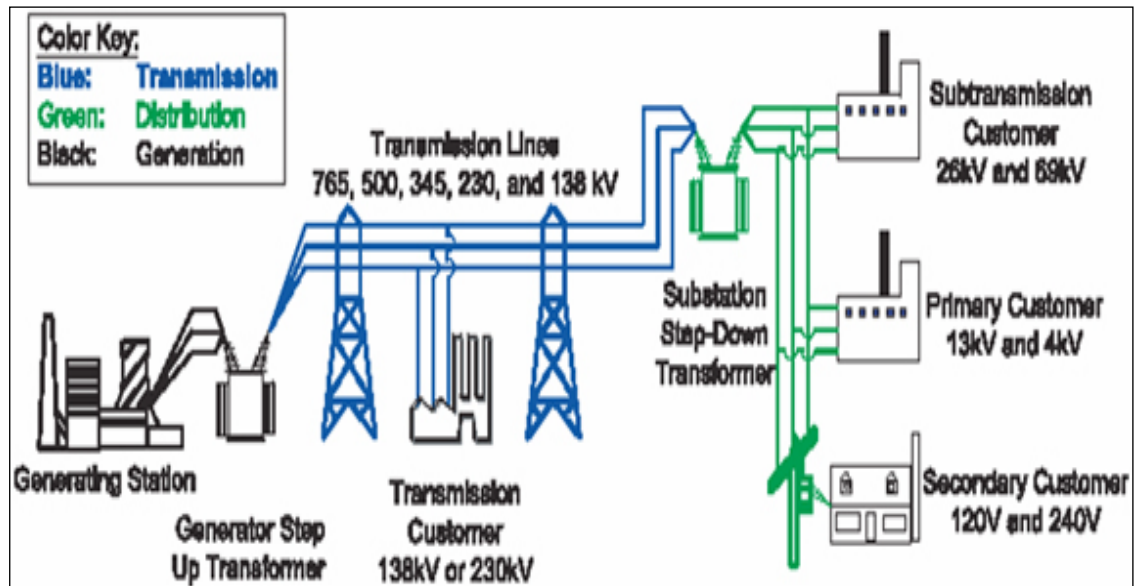 Color Key:
Blue: Transmission
Green: Distribution
Black: Generation
Transmission Lines
765, 500, 345, 230, and 138 kV
Subtransmission
Customer
26kV and 69kV
Substation
Step-Down
Transformer
Primary Customer
13kV and 4kV
Generating Station
Generator Step
Up Transformer
Transmission
Customer
138kV or 230kV
Secondary Customer
120V and 240V